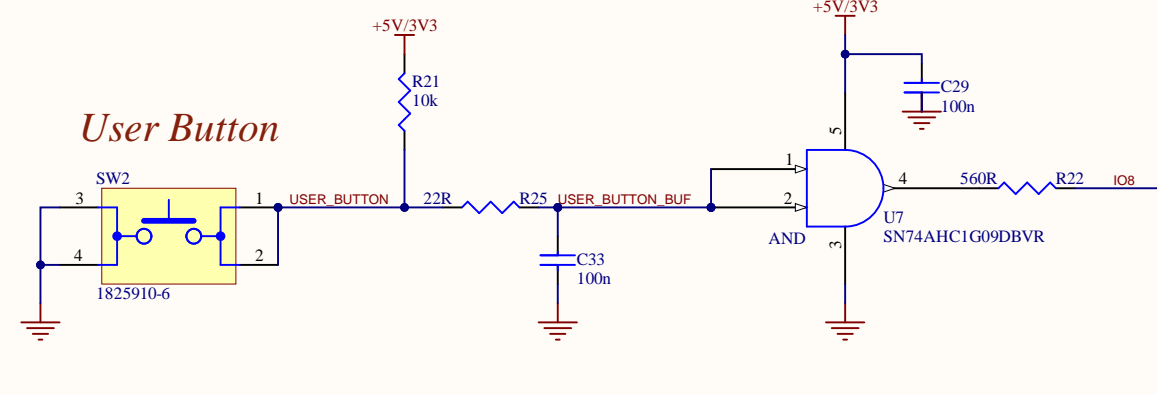 +5V/3V3
+5V/3V3
R21
10k
C29
100n
User Button
5
SW2
1
3
1
USER_BUTTON
22R
R25
USER_BUTTON_BUF
2
4
560R
R22
IO8
U7
SN74AHC1G09DBVR
AND
3
4
2
C33
100n
1825910-6